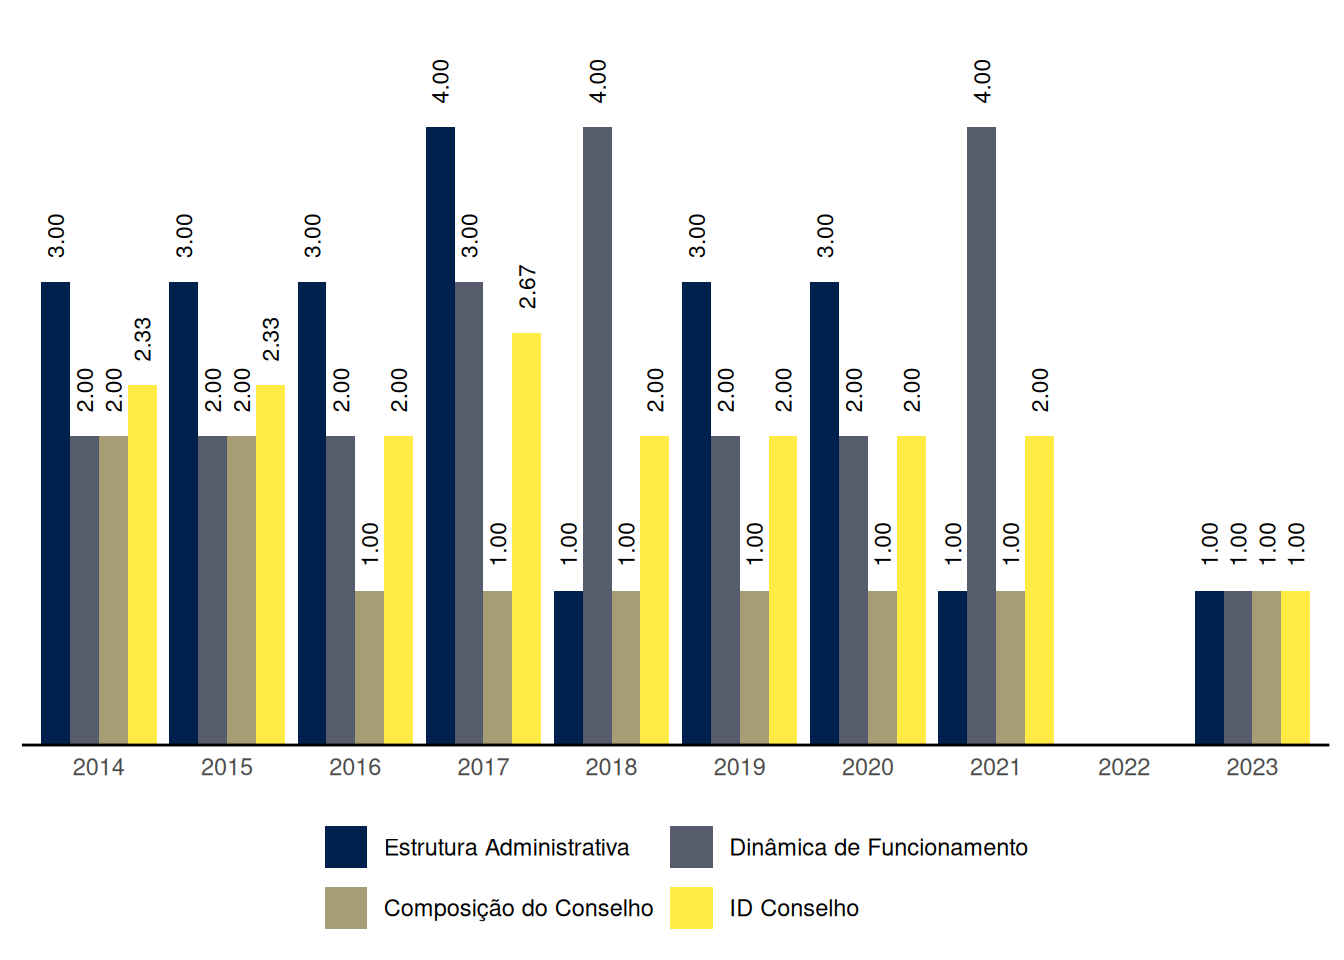 4.00 4.00 4.00
3.00 3.00 3.00 3.00 3.00 3.00
2.67
2.33 2.33
2.00 2.00 2.00 2.00 2.00 2.00 2.00 2.00 2.00 2.00 2.00
1.00 1.00 1.00 1.00 1.00 1.00 1.00 1.00 1.00 1.00 1.00 1.00
2014 2015 2016 2017 2018 2019 2020 2021 2022 2023
Estrutura Administrativa Dinâmica de Funcionamento
Composição do Conselho ID Conselho